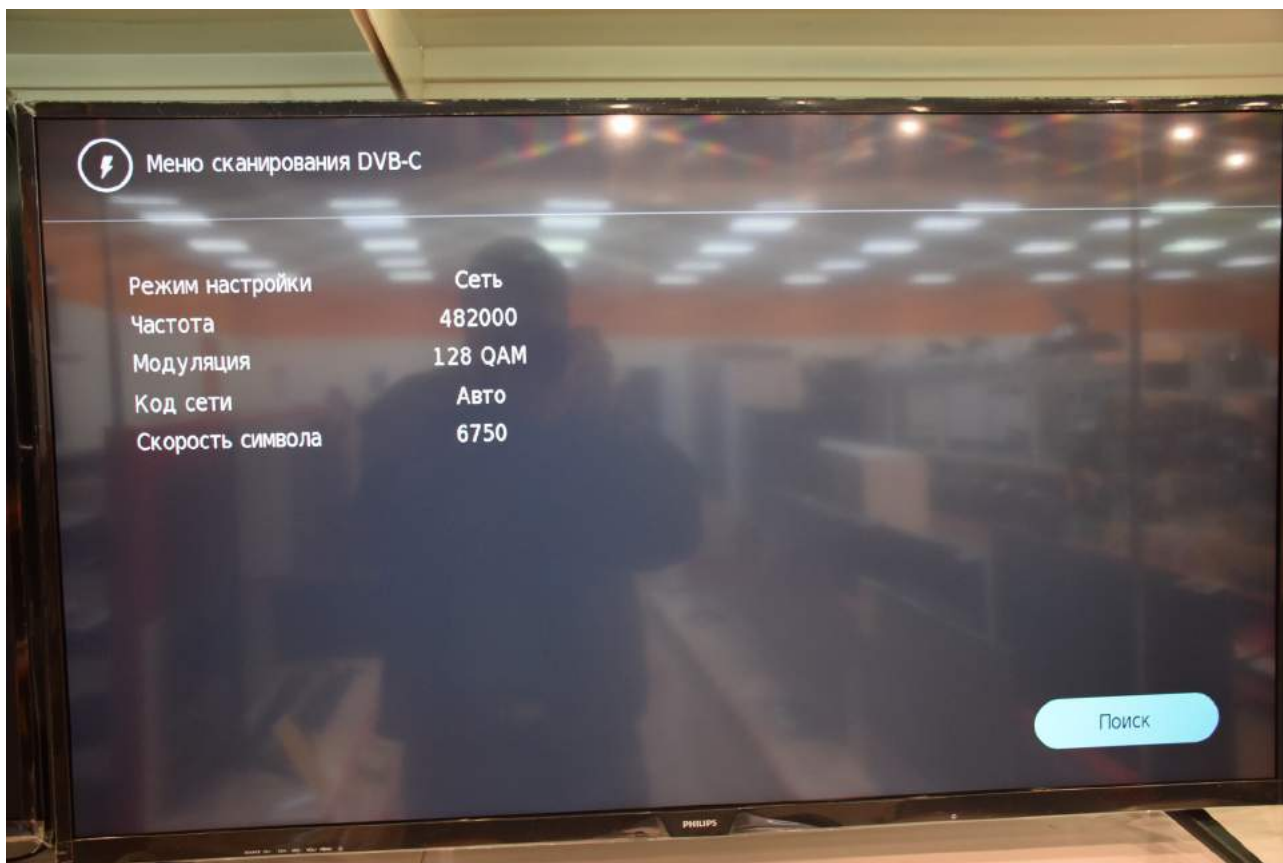 Меню сканирования DVB-C
Режим настройки Сеть
Частота 482000
Модуляция 128 QAM
Код сети Авто
Скорость символа 6750
Поиск
PHILIPS